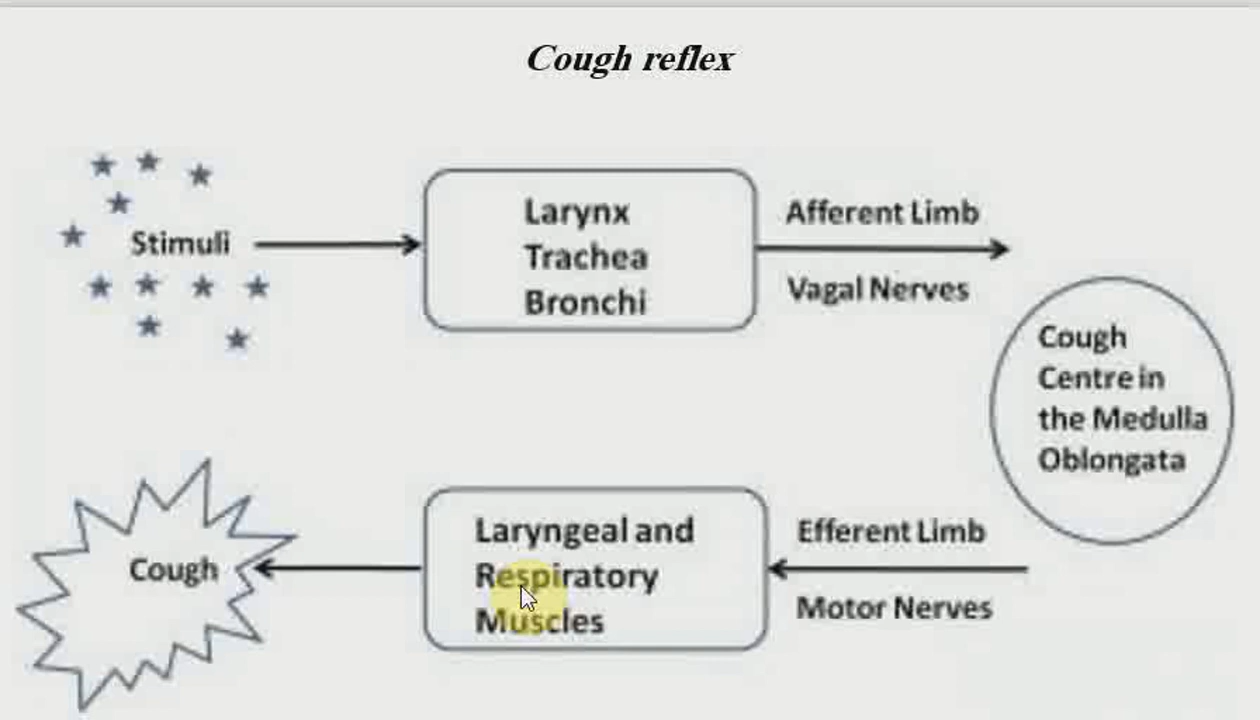 Cough reflex
Stimuli
Larynx
Trachea
Bronchi
Afferent Limb
Vagal Nerves
Cough
Centre in
the Medulla
Oblongata
Efferent Limb
Motor Nerves
Laryngeal and
Respiratory
Muscles
Cough